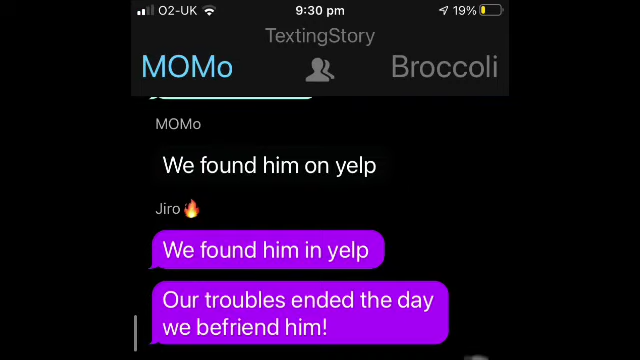 O2-UK 9:30 pm 19%
TextingStory
MOMo Broccoli
MOMo
We found him on yelp
Jiro🔥
We found him in yelp
Our troubles ended the day
we befriend him!